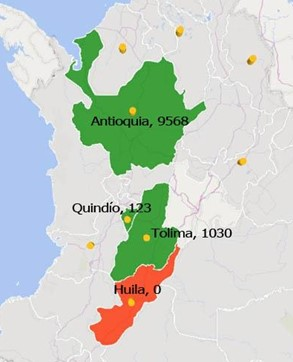 Antioquia, 9568
Quindío, 123
Tolima, 1030
Huila, 0